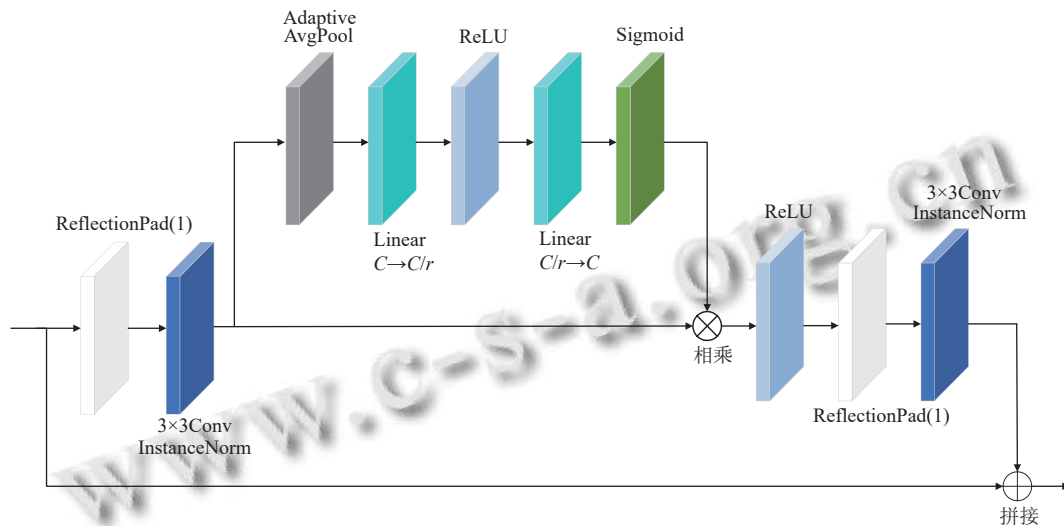 Adaptive
AvgPool
ReLU
Sigmoid
Linear
C→C/r
Linear
C/r→C
ReflectionPad(1)
3×3Conv
InstanceNorm
相乘
ReLU
3×3Conv
InstanceNorm
ReflectionPad(1)
拼接
www.c-s-a.org.cn